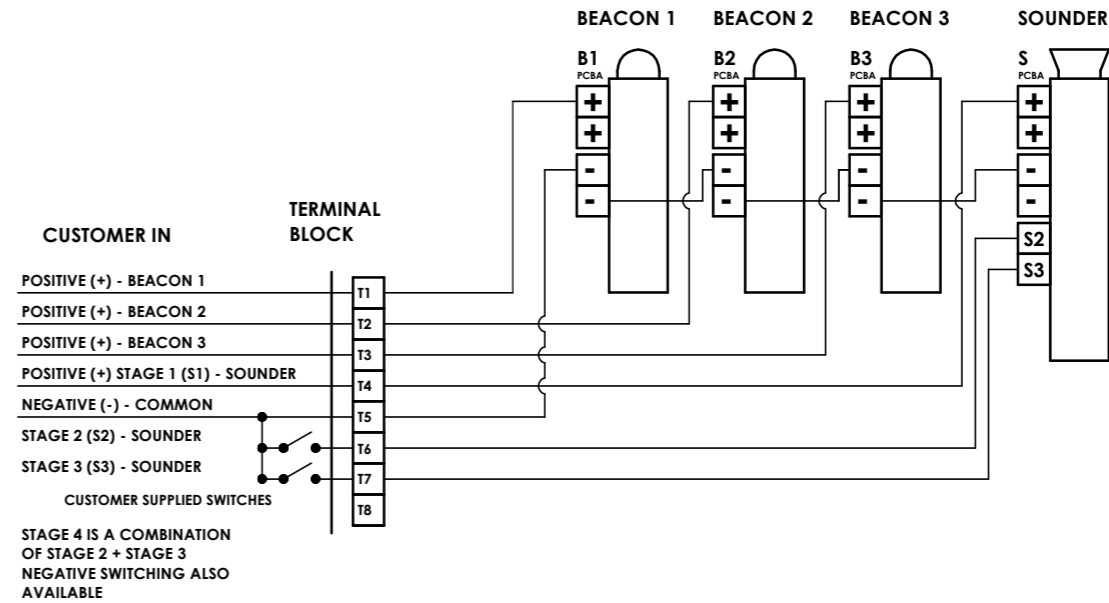 BEACON 1 BEACON 2 BEACON 3 SOUNDER
B1 B2 B3 S
PCBA PCBA PCBA PCBA
+ + + +
+ + + +
- - - -
- - - -
S2
S3
TERMINAL
BLOCK
CUSTOMER IN
POSITIVE (+) - BEACON 1
T1
POSITIVE (+) - BEACON 2
T2
POSITIVE (+) - BEACON 3
T3
POSITIVE (+) STAGE 1 (S1) - SOUNDER
T4
NEGATIVE (-) - COMMON
T5
STAGE 2 (S2) - SOUNDER
T6
STAGE 3 (S3) - SOUNDER
T7
CUSTOMER SUPPLIED SWITCHES
T8
STAGE 4 IS A COMBINATION
OF STAGE 2 + STAGE 3
NEGATIVE SWITCHING ALSO
AVAILABLE